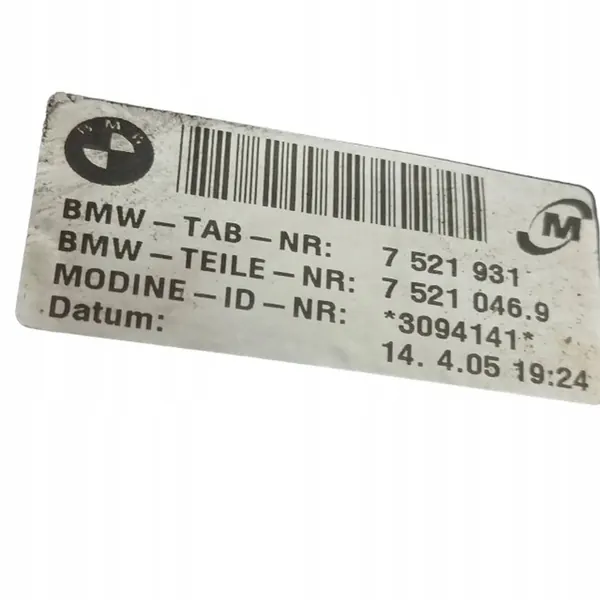 BMW
BMW-TAB-NR: 7 521 931
BMW-TEILE-NR: 7 521 046.9
MODINE-ID-NR: *3094141*
Datum: 14. 4.05 19:24
M